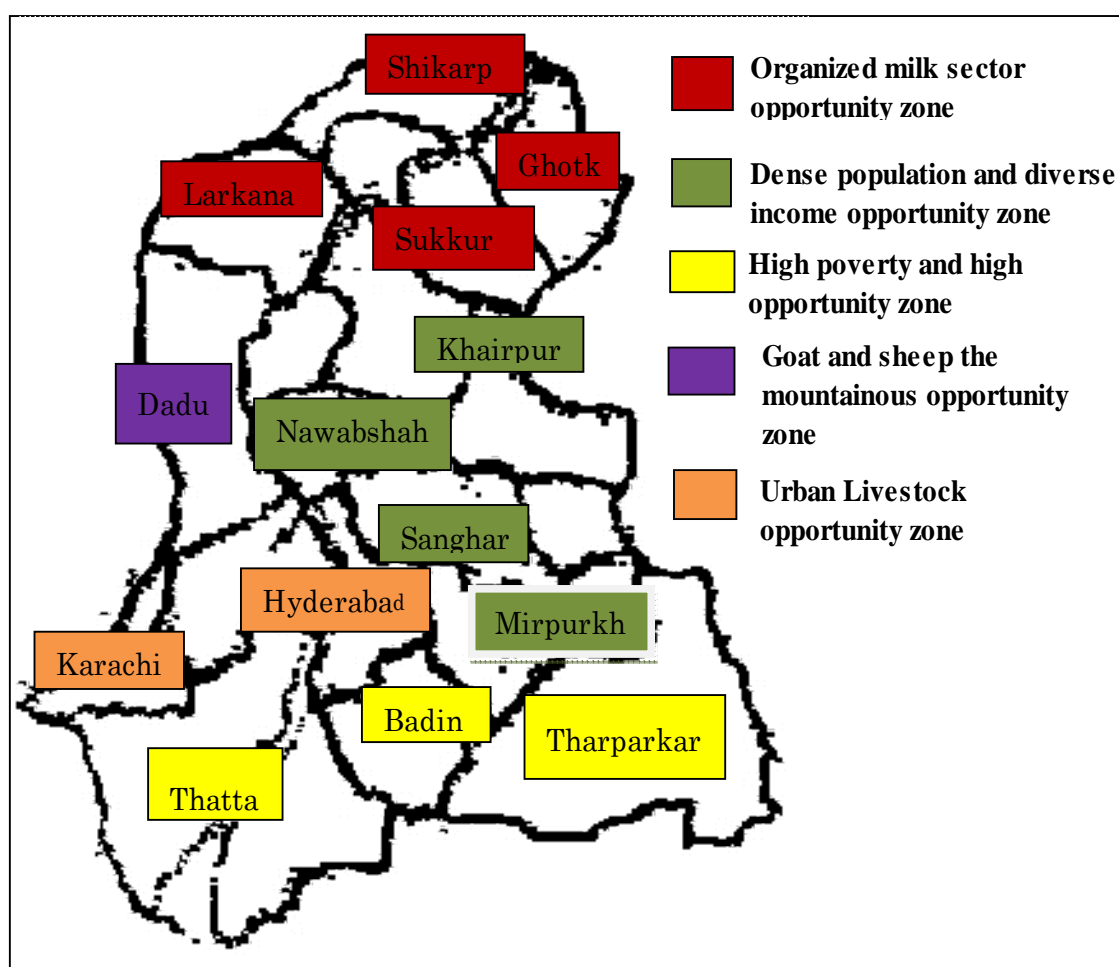 Shikarp
Ghotk
Larkana
Sukkur
Khairpur
Dadu
Nawabshah
Sanghar
Hyderabad
Mirpurkh
Karachi
Badin
Tharparkar
Thatta
Organized milk sector
opportunity zone
Dense population and diverse
income opportunity zone
High poverty and high
opportunity zone
Goat and sheep the
mountainous opportunity
zone
Urban Livestock
opportunity zone